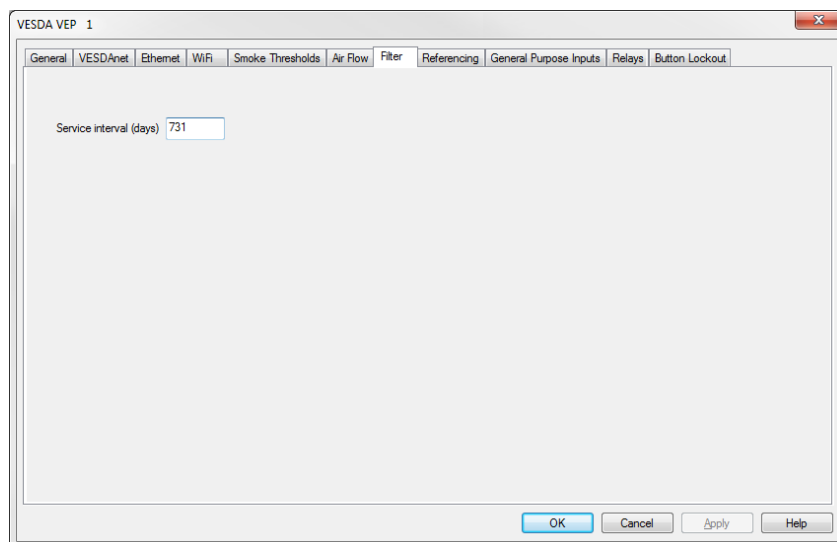 VESDA VEP 1
General VESDAnet Ethernet WiFi Smoke Thresholds Air Flow Filter Referencing General Purpose Inputs Relays Button Lockout
Service interval (days) 731
OK Cancel Apply Help